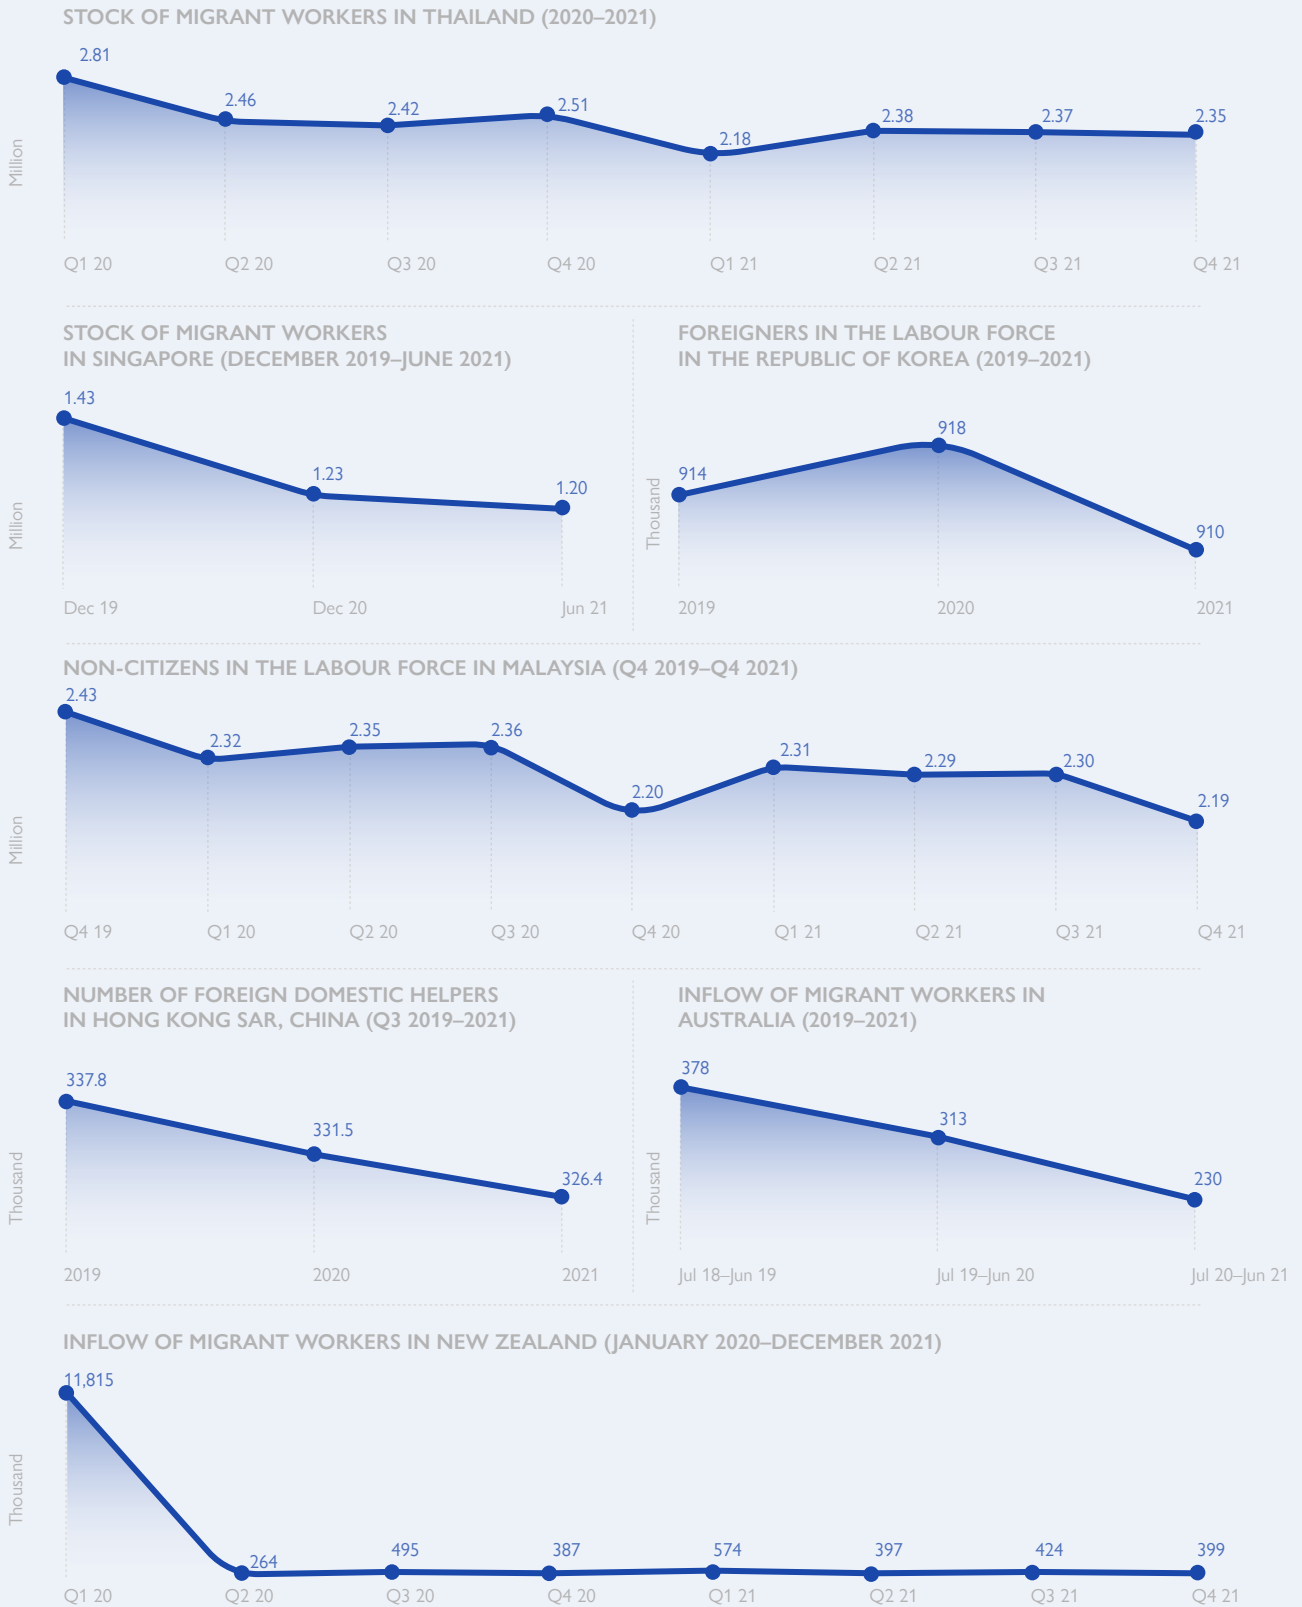 STOCK OF MIGRANT WORKERS IN THAILAND (2020–2021)
2.81
2.46
2.42
2.51
2.18
2.38
2.37
2.35
Million
Q1 20
Q2 20
Q3 20
Q4 20
Q1 21
Q2 21
Q3 21
Q4 21
STOCK OF MIGRANT WORKERS
IN SINGAPORE (DECEMBER 2019–JUNE 2021)
1.43
1.23
1.20
Million
Dec 19
Dec 20
Jun 21
FOREIGNERS IN THE LABOUR FORCE
IN THE REPUBLIC OF KOREA (2019–2021)
914
918
910
Thousand
2019
2020
2021
NON-CITIZENS IN THE LABOUR FORCE IN MALAYSIA (Q4 2019–Q4 2021)
2.43
2.32
2.35
2.36
2.20
2.31
2.29
2.30
2.19
Million
Q4 19
Q1 20
Q2 20
Q3 20
Q4 20
Q1 21
Q2 21
Q3 21
Q4 21
NUMBER OF FOREIGN DOMESTIC HELPERS
IN HONG KONG SAR, CHINA (Q3 2019–2021)
337.8
331.5
326.4
Thousand
2019
2020
2021
INFLOW OF MIGRANT WORKERS IN
AUSTRALIA (2019–2021)
378
313
230
Thousand
Jul 18–Jun 19
Jul 19–Jun 20
Jul 20–Jun 21
INFLOW OF MIGRANT WORKERS IN NEW ZEALAND (JANUARY 2020–DECEMBER 2021)
11,815
264
495
387
574
397
424
399
Thousand
Q1 20
Q2 20
Q3 20
Q4 20
Q1 21
Q2 21
Q3 21
Q4 21